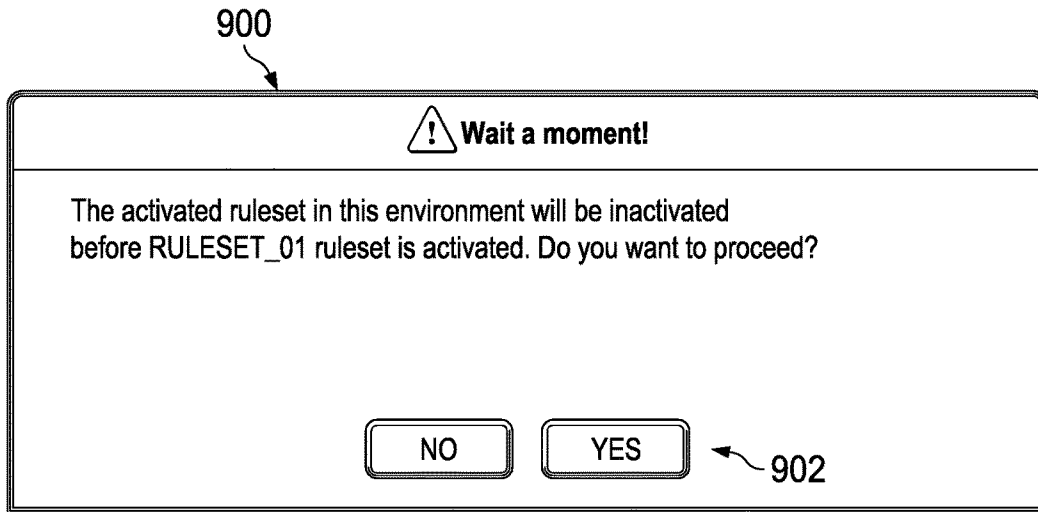 900
! Wait a moment!
The activated ruleset in this environment will be inactivated
before RULESET_01 ruleset is activated. Do you want to proceed?
NO YES 902